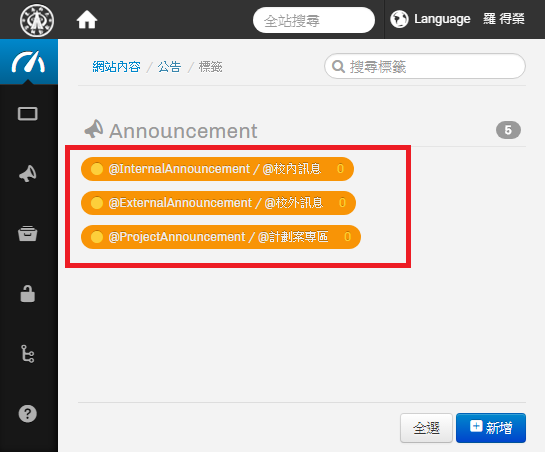 全站搜尋 Language 羅 得榮
網站內容 / 公告 / 標籤 搜尋標籤
Announcement 5
@InternalAnnouncement / @校內訊息 0
@ExternalAnnouncement / @校外訊息 0
@ProjectAnnouncement / @計劃案專區 0
全選 新增